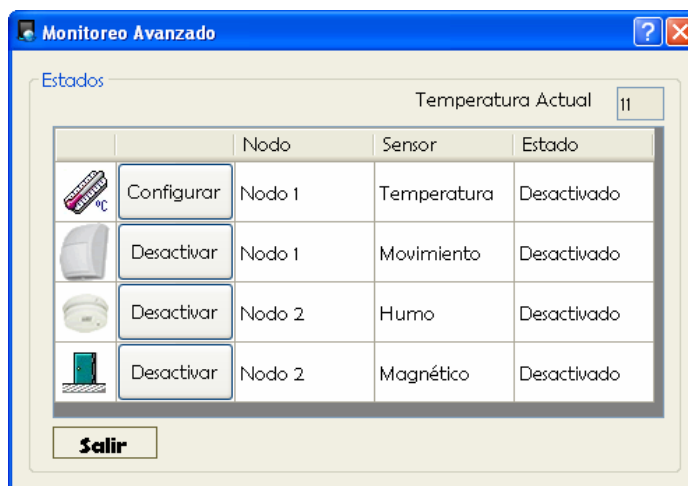 Monitoreo Avanzado
Estados
Temperatura Actual 11
Nodo Sensor Estado
ºC Configurar Nodo 1 Temperatura Desactivado
Desactivar Nodo 1 Movimiento Desactivado
Desactivar Nodo 2 Humo Desactivado
Desactivar Nodo 2 Magnético Desactivado
Salir